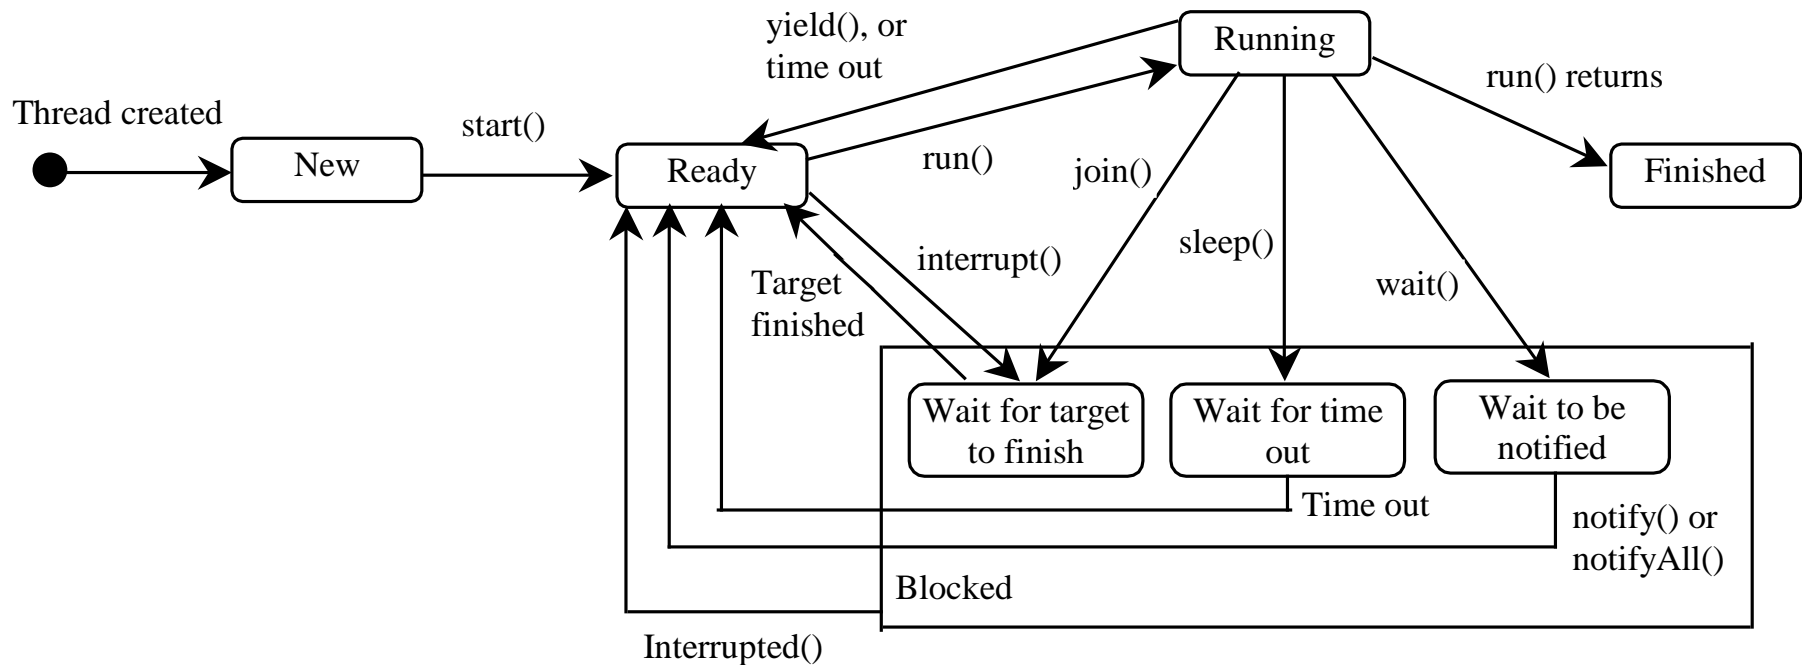 yield(), or
time out
Running
run() returns
Thread created
start()
New
Ready
run()
join()
Finished
interrupt()
sleep()
wait()
Target
finished
Wait for target
to finish
Wait for time
out
Wait to be
notified
Time out
notify() or
notifyAll()
Blocked
Interrupted()